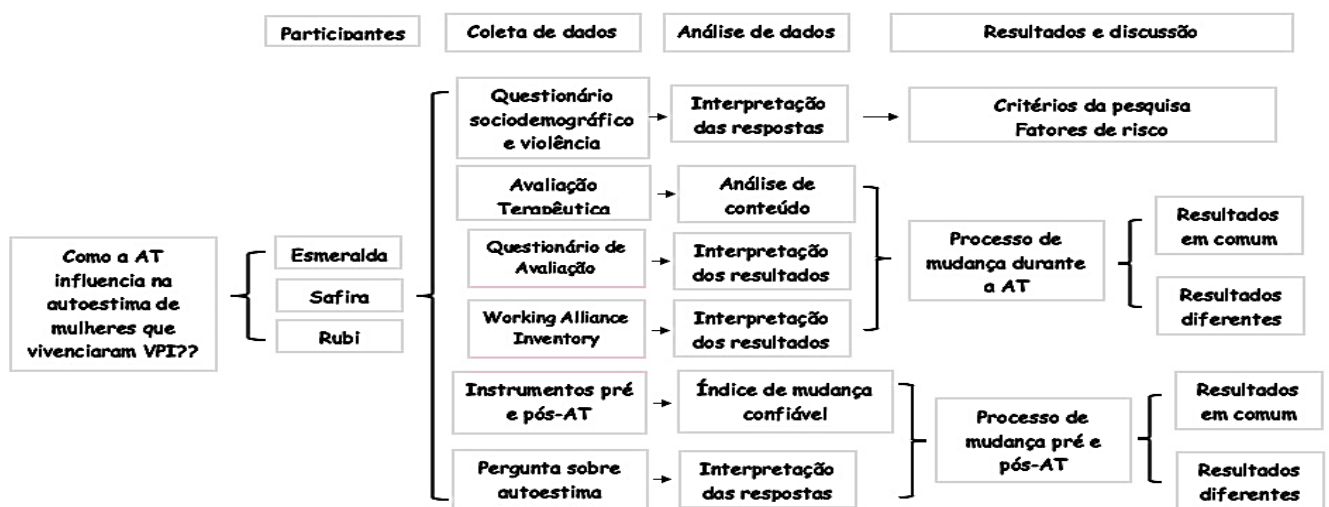 Participantes
Coleta de dados
Análise de dados
Resultados e discussão
Como a AT
influencia na
autoestima de
mulheres que
vivenciaram VPI??
Esmeralda
Safira
Rubi
Questionário
sociodemográfico
e violência
Interpretação
das respostas
Critérios da pesquisa
Fatores de risco
Avaliação
Terapêutica
Análise de
conteúdo
Questionário de
Avaliação
Interpretação
dos resultados
Working Alliance
Inventory
Interpretação
dos resultados
Processo de
mudança durante
a AT
Resultados
em comum
Resultados
diferentes
Instrumentos pré
e pós-AT
Índice de mudança
confiável
Pergunta sobre
autoestima
Interpretação
das respostas
Processo de
mudança pré e
pós-AT
Resultados
em comum
Resultados
diferentes